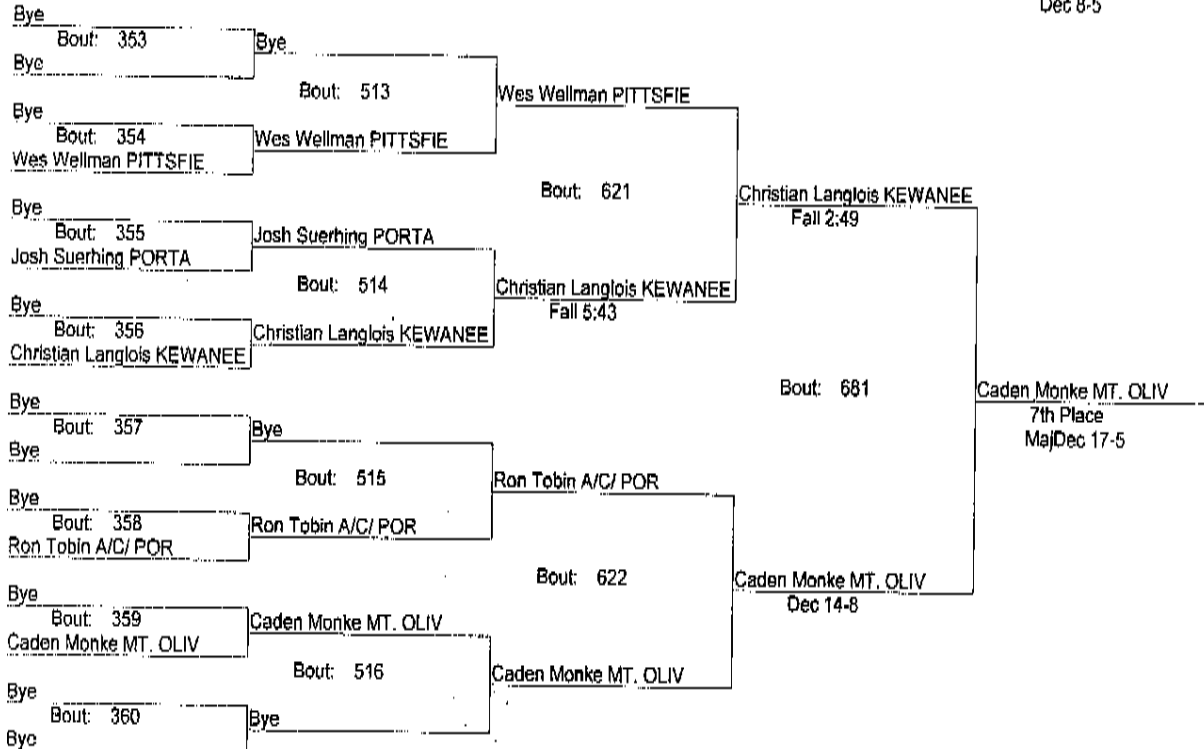 Dec 8-5
Bye
Bout: 353
Bye
Bye
Bout: 513
Wes Wellman PITTSFIE
Bye
Bout: 354
Wes Wellman PITTSFIE
Wes Wellman PITTSFIE
Bout: 621
Christian Langlois KEWANEE
Fall 2:49
Bye
Bout: 355
Josh Suerhing PORTA
Josh Suerhing PORTA
Bout: 514
Christian Langlois KEWANEE
Fall 5:43
Bye
Bout: 356
Christian Langlois KEWANEE
Christian Langlois KEWANEE
Bout: 681
Caden Monke MT. OLIV
7th Place
MajDec 17-5
Bye
Bout: 357
Bye
Bye
Bout: 515
Ron Tobin A/C/ POR
Bye
Bout: 358
Ron Tobin A/C/ POR
Ron Tobin A/C/ POR
Bout: 622
Caden Monke MT. OLIV
Dec 14-8
Bye
Bout: 359
Caden Monke MT. OLIV
Caden Monke MT. OLIV
Bout: 516
Caden Monke MT. OLIV
Bye
Bout: 360
Bye
Bye